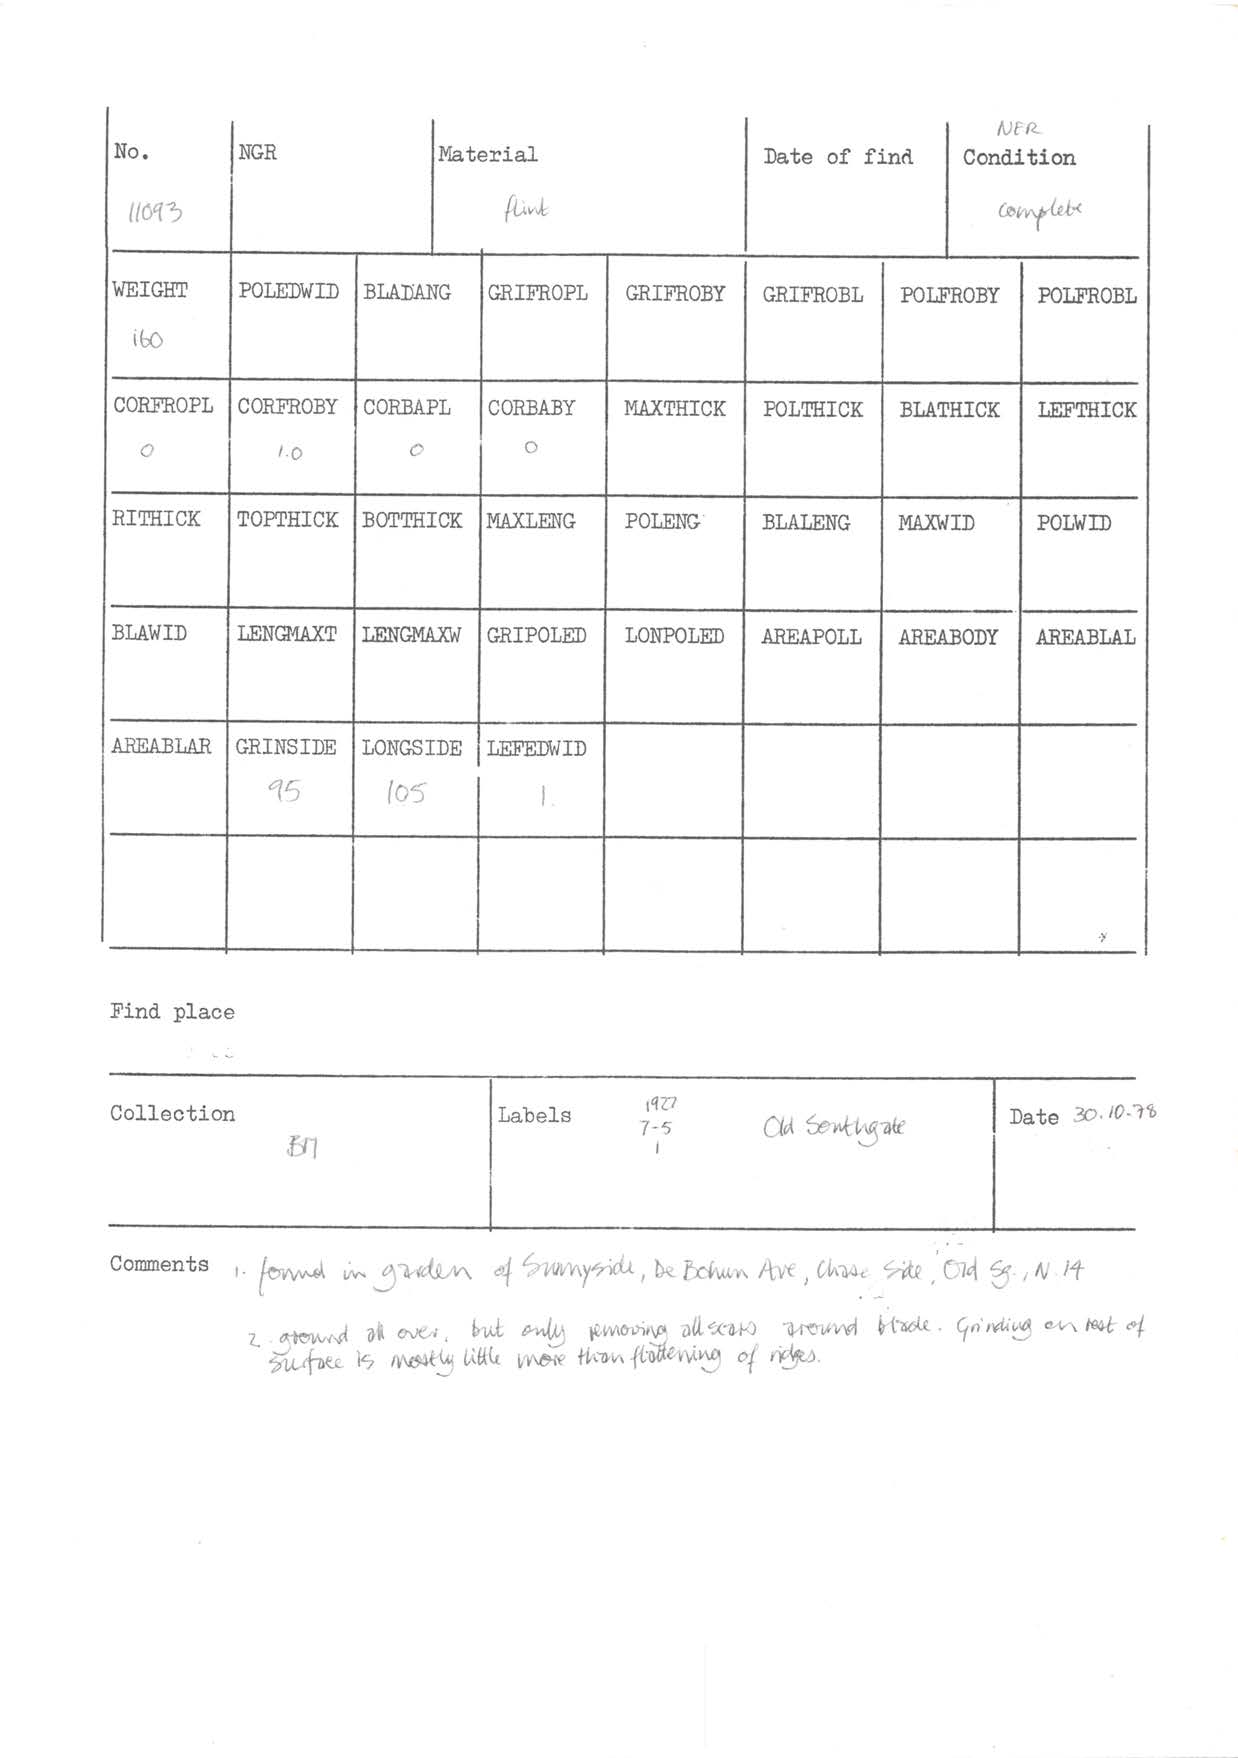 NER
No. NGR Material Date of find Condition
11093 flint complete
WEIGHT POLEDWID BLADANG GRIFROPL GRIFROBY GRIFROBL POLFROBY POLFROBL
160
CORFROPL CORFROBY CORBAPL CORBABY MAXTHICK POLTHICK BLATHICK LEFTHICK
0 1.0 0 0
RITHICK TOPTHICK BOTTHICK MAXLENG POLENG BLALENG MAXWID POLWID
BLAWID LENGMAXT LENGMAXW GRIPOLED LONPOLED AREAPOLL AREABODY AREABLAL
AREABLAR GRINSIDE LONGSIDE LEFEDWID
95 105 1.
Find place
Collection Labels 1927 Date 30.10.78
BM 7-5 Old Southgate
1
Comments 1. found in garden of Sunnyside, De Bohun Ave, Chase Side, Old Sg., N.14
2. ground all over, but only removing all scars around blade. Grinding on rest of
surface is mostly little more than flattening of ridges.